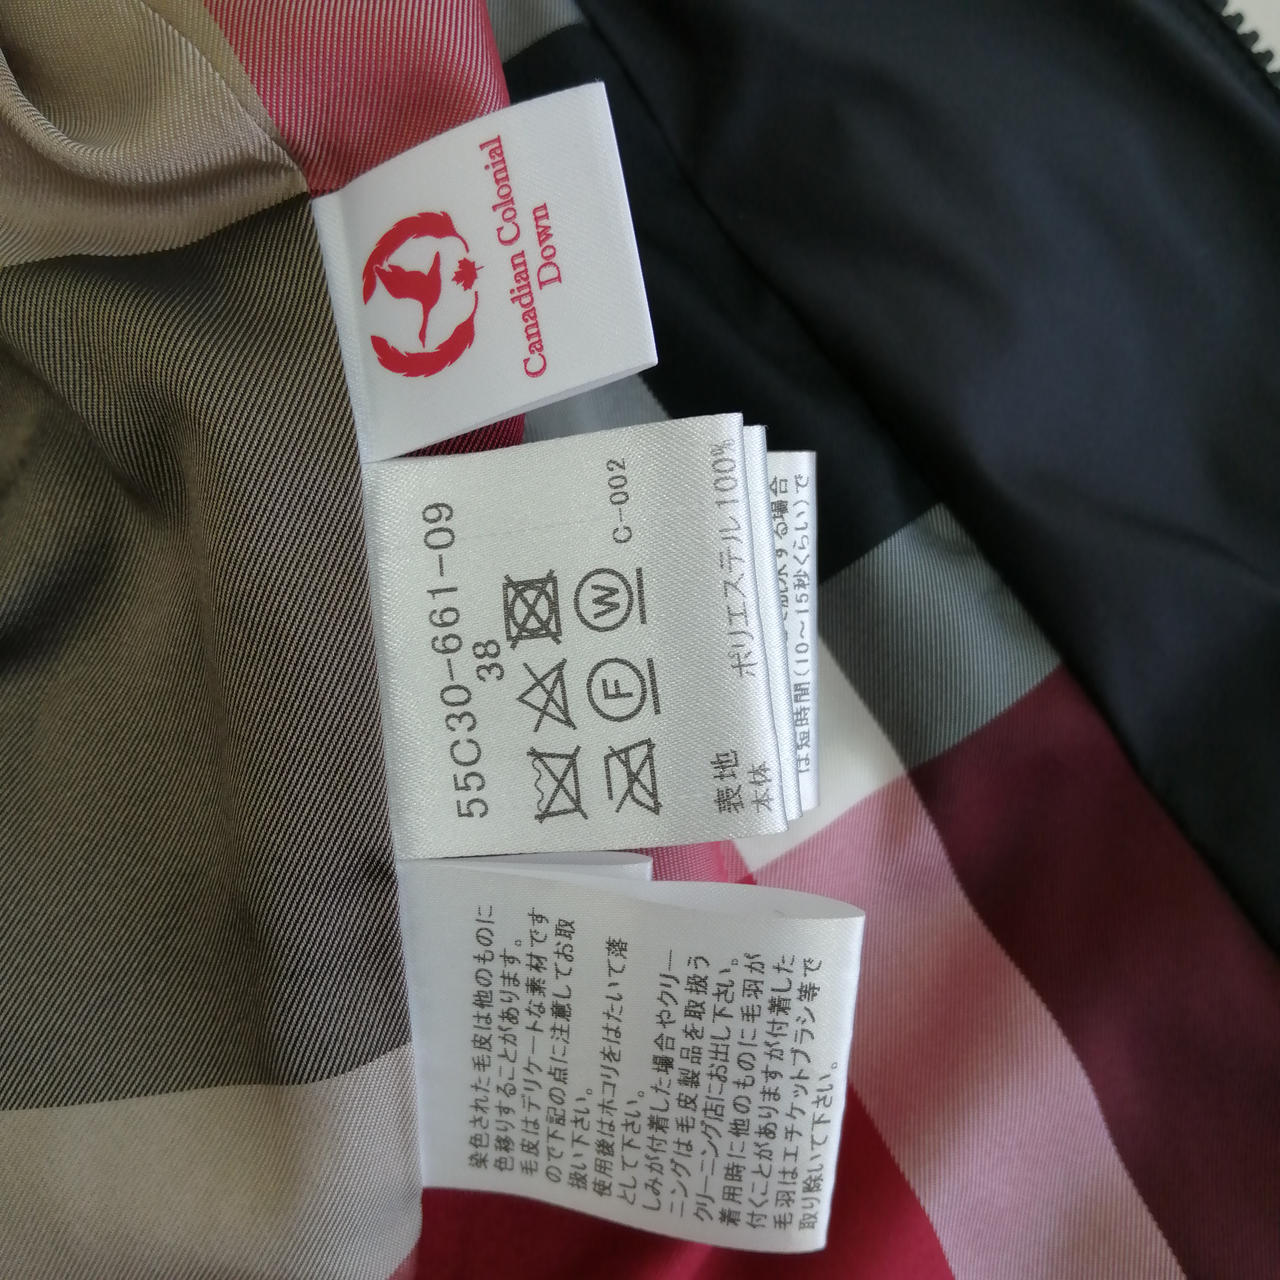 Canadian Colonial
Down
55C30-661-09
38
F
W
C-002
表地
本体
ポリエステル 100%
する場合
は短時間(10～15秒くらい)で
染色された毛皮は他のものに
色移りすることがあります。
毛皮はデリケートな素材です
ので下記の点に注意してお取
扱い下さい。
使用後はホコリをはたいて落
として下さい。
しみが付着した場合やクリー
ニングは毛皮製品を取扱う
クリーニング店にお出し下さい。
着用時に他のものに毛羽が
付くことがありますが付着した
毛羽はエチケットブラシ等で
取り除いて下さい。